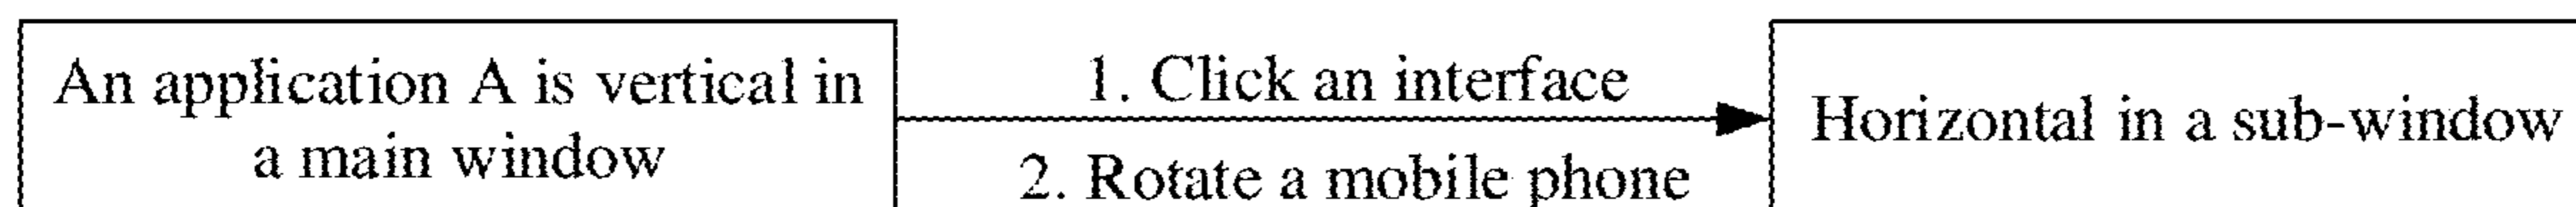 An application A is vertical in
a main window
1. Click an interface
2. Rotate a mobile phone
Horizontal in a sub-window